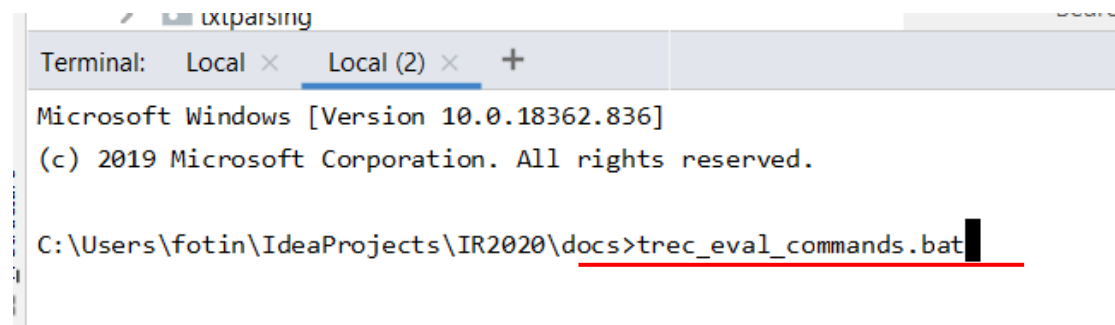 txtparsing
Terminal: Local × Local (2) × +
Microsoft Windows [Version 10.0.18362.836]
(c) 2019 Microsoft Corporation. All rights reserved.
C:\Users\fotin\IdeaProjects\IR2020\docs>trec_eval_commands.bat